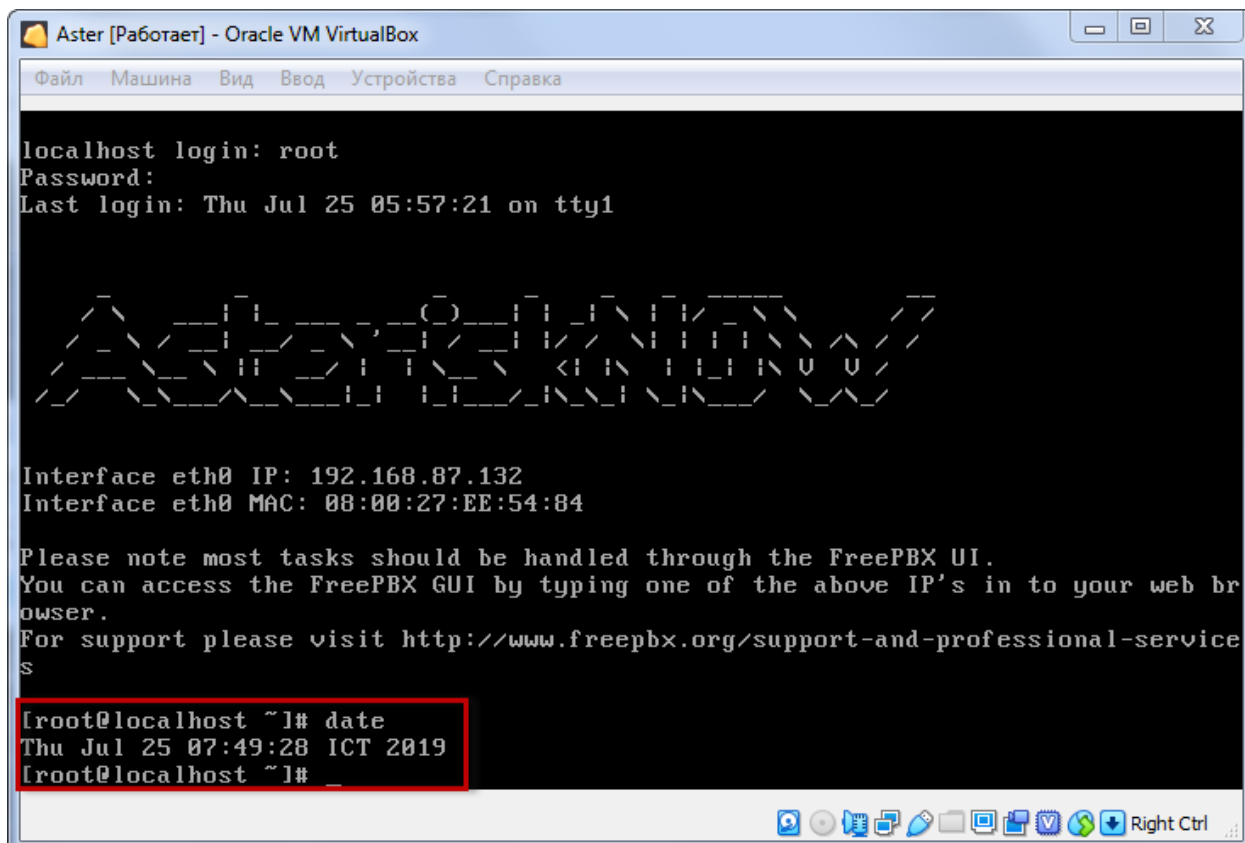 Aster [Работает] - Oracle VM VirtualBox
Файл Машина Вид Ввод Устройства Справка
localhost login: root
Password:
Last login: Thu Jul 25 05:57:21 on tty1
AsteriskNOW
Interface eth0 IP: 192.168.87.132
Interface eth0 MAC: 08:00:27:EE:54:84
Please note most tasks should be handled through the FreePBX UI.
You can access the FreePBX GUI by typing one of the above IP's in to your web br
owser.
For support please visit http://www.freepbx.org/support-and-professional-service
s
[root@localhost ~]# date
Thu Jul 25 07:49:28 ICT 2019
[root@localhost ~]# _
Right Ctrl